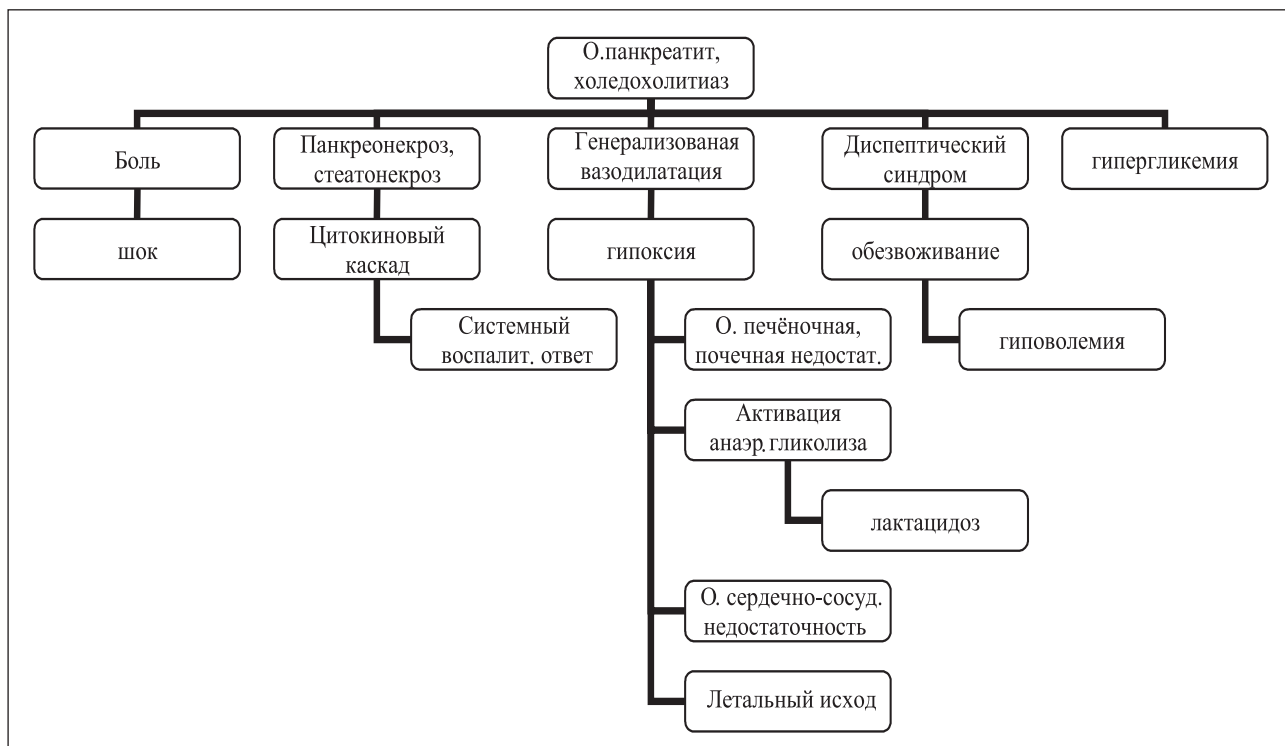 О.панкреатит,
холедохолитиаз
Боль
Панкреонекроз,
стеатонекроз
Генерализованая
вазодилатация
Диспептический
синдром
гипергликемия
шок
Цитокиновый
каскад
гипоксия
обезвоживание
Системный
воспалит. ответ
О. печёночная,
почечная недостат.
гиповолемия
Активация
анаэр. гликолиза
лактацидоз
О. сердечно-сосуд.
недостаточность
Летальный исход